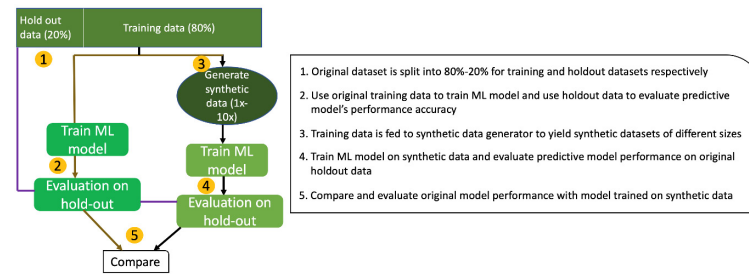 Hold out
data (20%)
Training data (80%)
1
3
Generate
synthetic
data (1x-
10x)
Train ML
model
2
Train ML
model
4
Evaluation on
hold-out
Evaluation on
hold-out
5
Compare
1. Original dataset is split into 80%-20% for training and holdout datasets respectively
2. Use original training data to train ML model and use holdout data to evaluate predictive
model's performance accuracy
3. Training data is fed to synthetic data generator to yield synthetic datasets of different sizes
4. Train ML model on synthetic data and evaluate predictive model performance on original
holdout data
5. Compare and evaluate original model performance with model trained on synthetic data